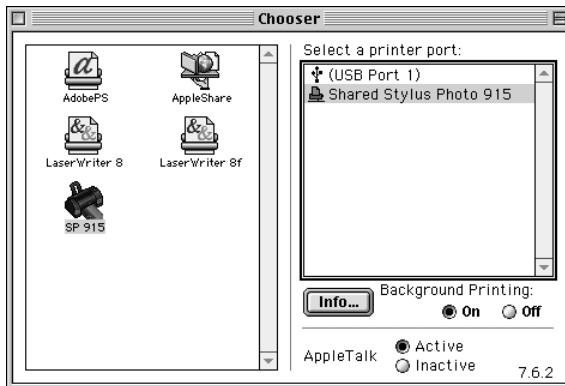 Chooser
AdobePS
AppleShare
LaserWriter 8
LaserWriter 8f
SP 915
Select a printer port:
(USB Port 1)
Shared Stylus Photo 915
Info...
Background Printing:
On
Off
AppleTalk
Active
Inactive
7.6.2